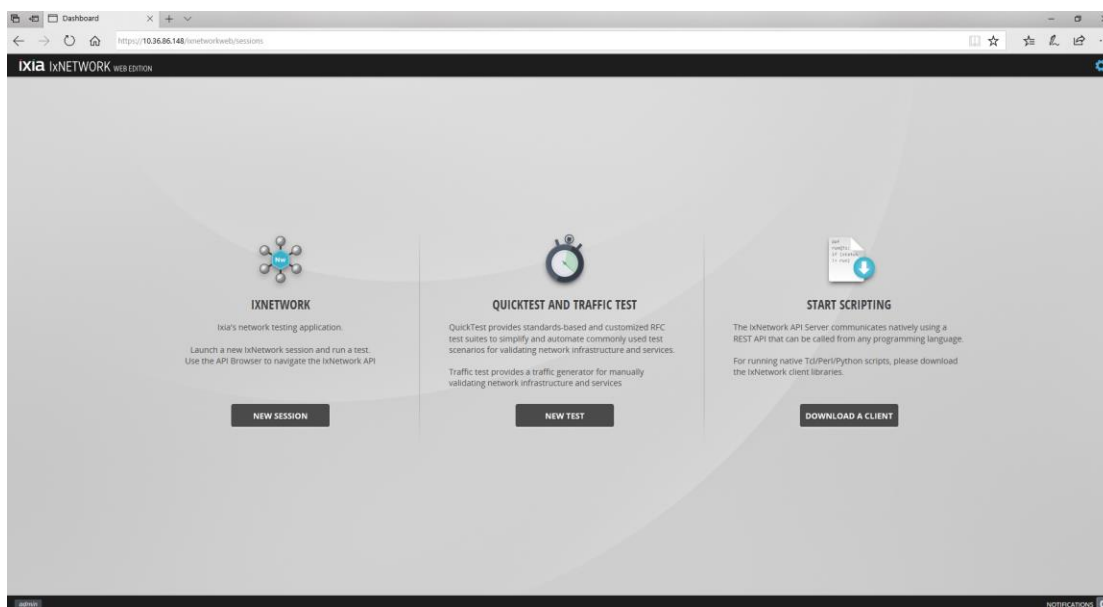 Dashboard
https://10.36.86.148/ixnetworkweb/sessions
ixia IxNETWORK WEB EDITION
IXNETWORK
Ixia's network testing application.
Launch a new IxNetwork session and run a test.
Use the API Browser to navigate the IxNetwork API
NEW SESSION
QUICKTEST AND TRAFFIC TEST
QuickTest provides standards-based and customized RFC
test suites to simplify and automate commonly used test
scenarios for validating network infrastructure and services.
Traffic test provides a traffic generator for manually
validating network infrastructure and services
NEW TEST
START SCRIPTING
The IxNetwork API Server communicates natively using a
REST API that can be called from any programming language.
For running native Tcl/Perl/Python scripts, please download
the IxNetwork client libraries.
DOWNLOAD A CLIENT
admin
NOTIFICATIONS